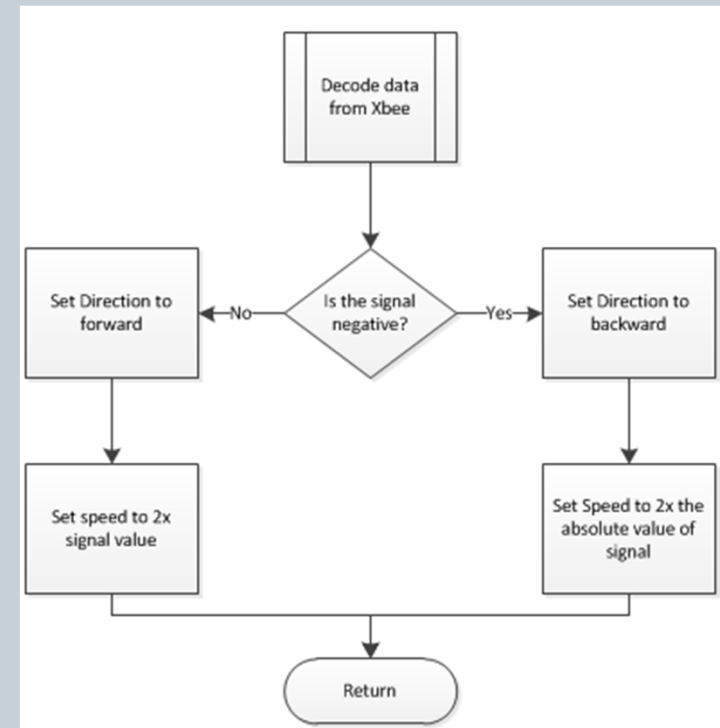 Decode data
from Xbee
Set Direction to
forward
No
Is the signal
negative?
Yes
Set Direction to
backward
Set speed to 2x
signal value
Set Speed to 2x the
absolute value of
signal
Return